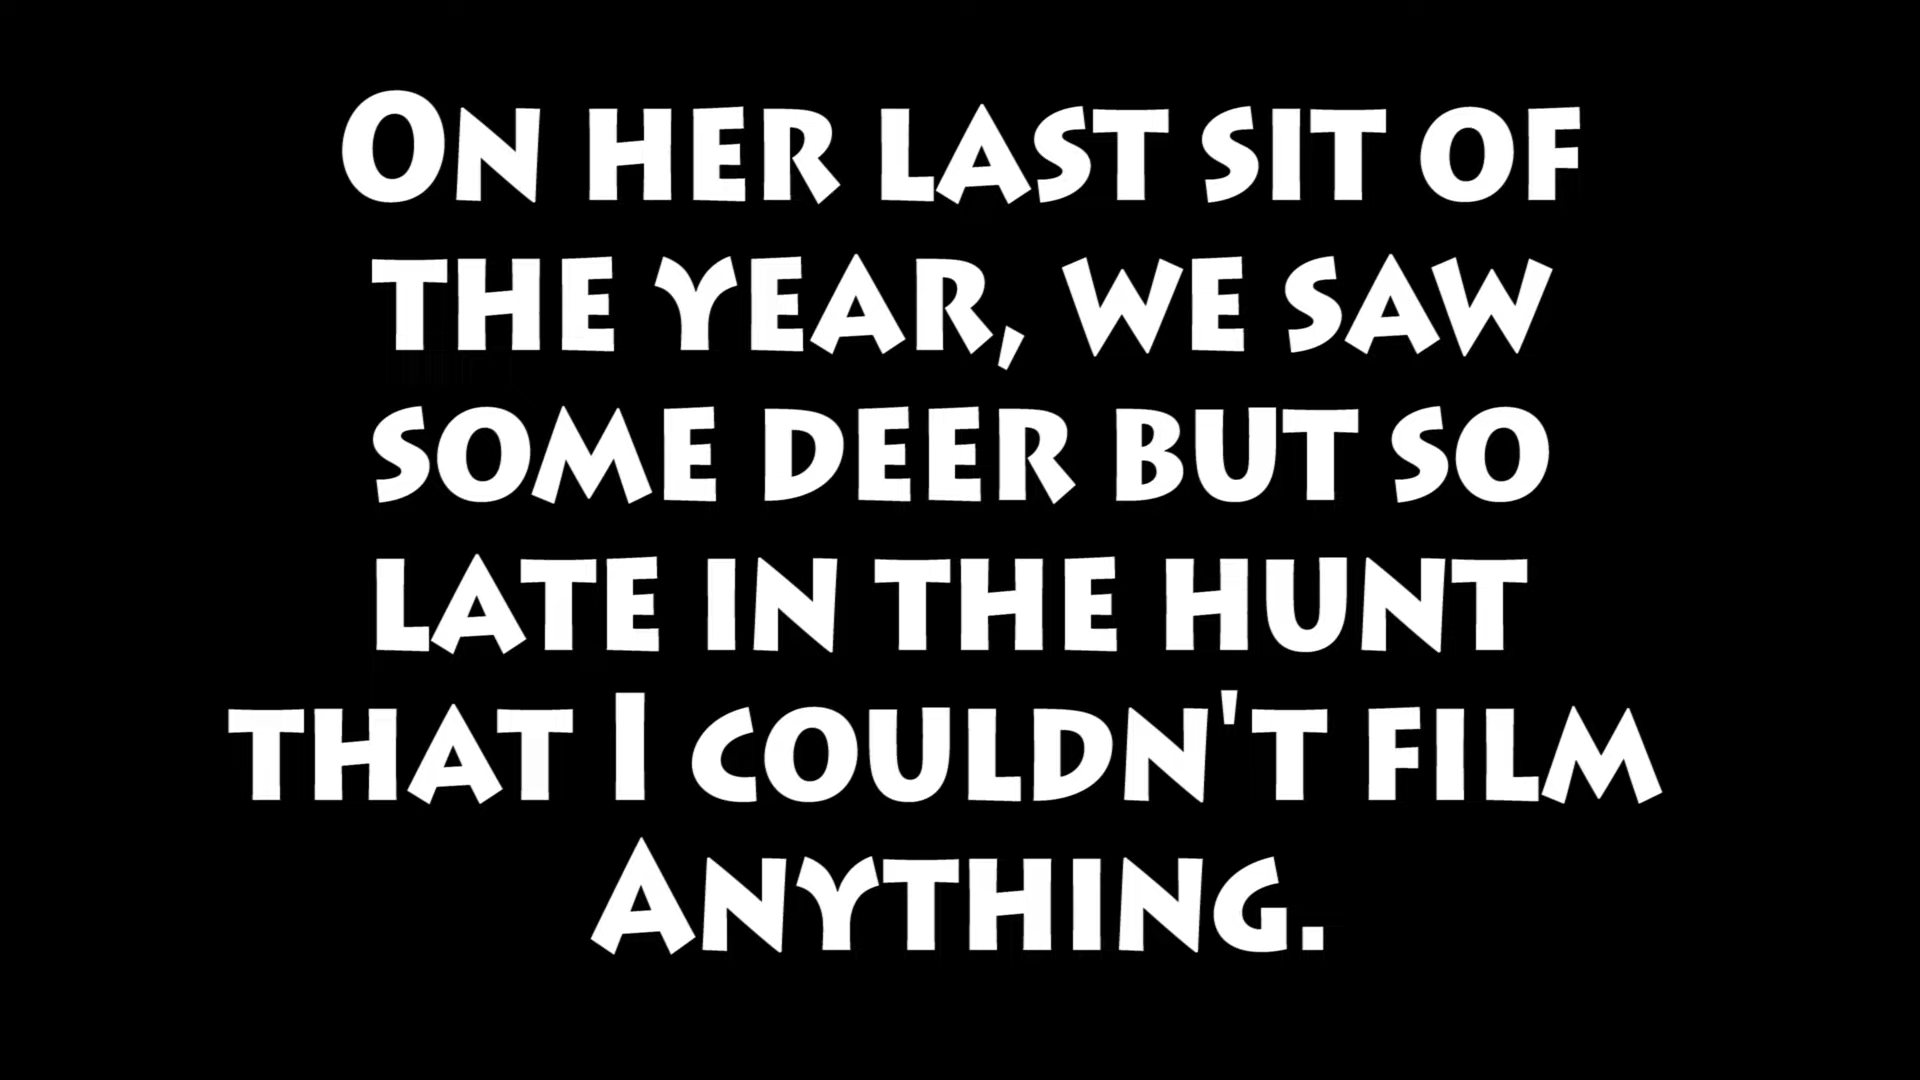 On her last sit of
the year, we saw
some deer but so
late in the hunt
that I couldn't film
Anything.